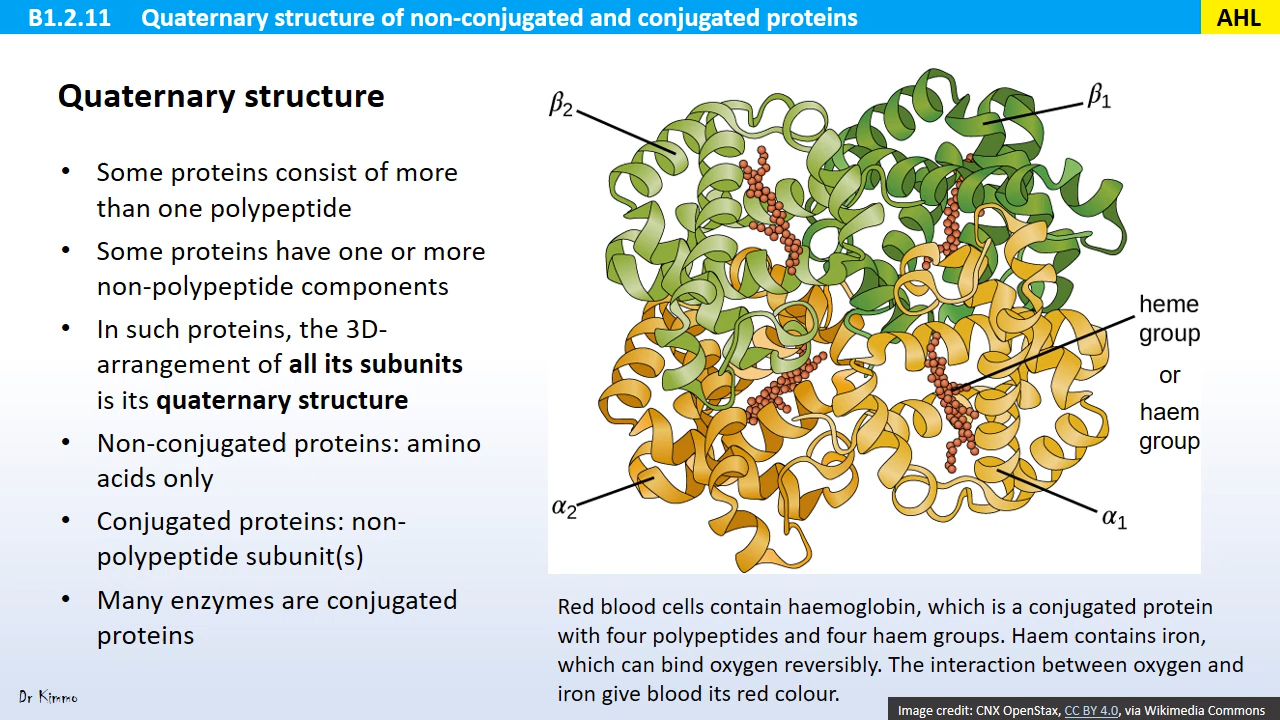 B1.2.11 Quaternary structure of non-conjugated and conjugated proteins
AHL
Quaternary structure
• Some proteins consist of more
than one polypeptide
• Some proteins have one or more
non-polypeptide components
• In such proteins, the 3D-
arrangement of all its subunits
is its quaternary structure
• Non-conjugated proteins: amino
acids only
• Conjugated proteins: non-
polypeptide subunit(s)
• Many enzymes are conjugated
proteins
Dr Kimmo
β2
β1
heme
group
or
haem
group
α2
α1
Red blood cells contain haemoglobin, which is a conjugated protein
with four polypeptides and four haem groups. Haem contains iron,
which can bind oxygen reversibly. The interaction between oxygen and
iron give blood its red colour.
Image credit: CNX OpenStax, CC BY 4.0, via Wikimedia Commons